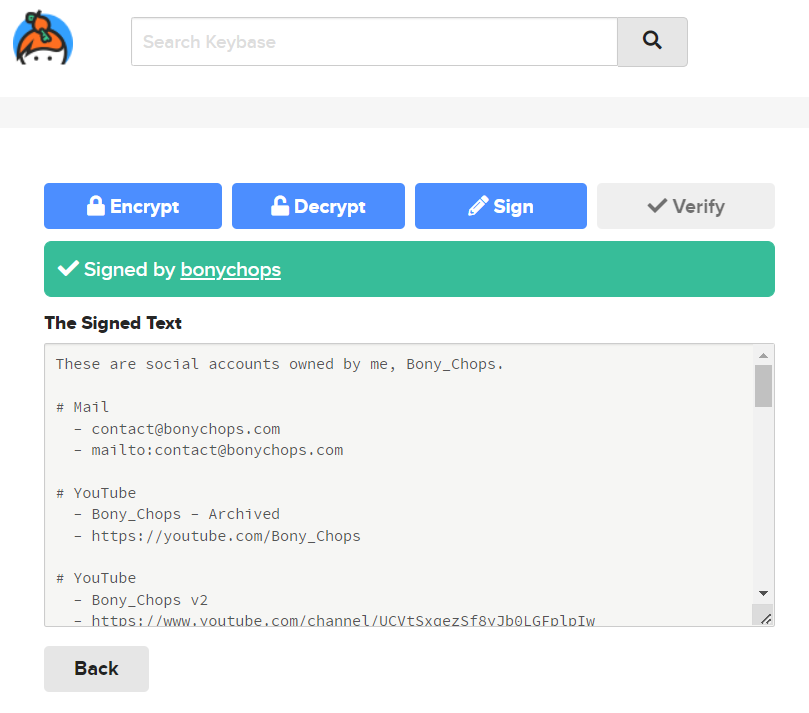 Search Keybase
Encrypt Decrypt Sign Verify
Signed by bonychops
The Signed Text
These are social accounts owned by me, Bony_Chops.
# Mail
- contact@bonychops.com
- mailto:contact@bonychops.com
# YouTube
- Bony_Chops - Archived
- https://youtube.com/Bony_Chops
# YouTube
- Bony_Chops v2
- https://www.youtube.com/channel/UCVtSxqezSf8vJb0LGFplpIw
Back